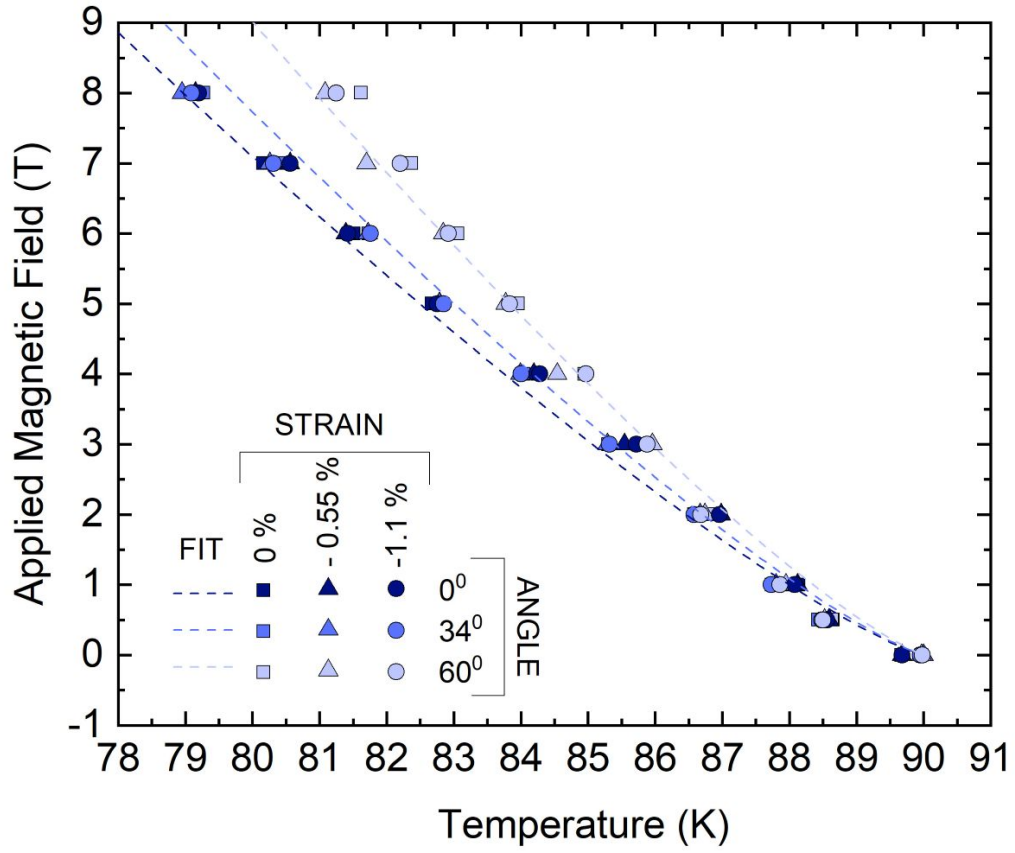 Applied Magnetic Field (T)
9
8
7
6
5
4
3
2
1
0
-1
STRAIN
FIT
0 %
- 0.55 %
-1.1 %
0⁰
34⁰
60⁰
ANGLE
78 79 80 81 82 83 84 85 86 87 88 89 90 91
Temperature (K)